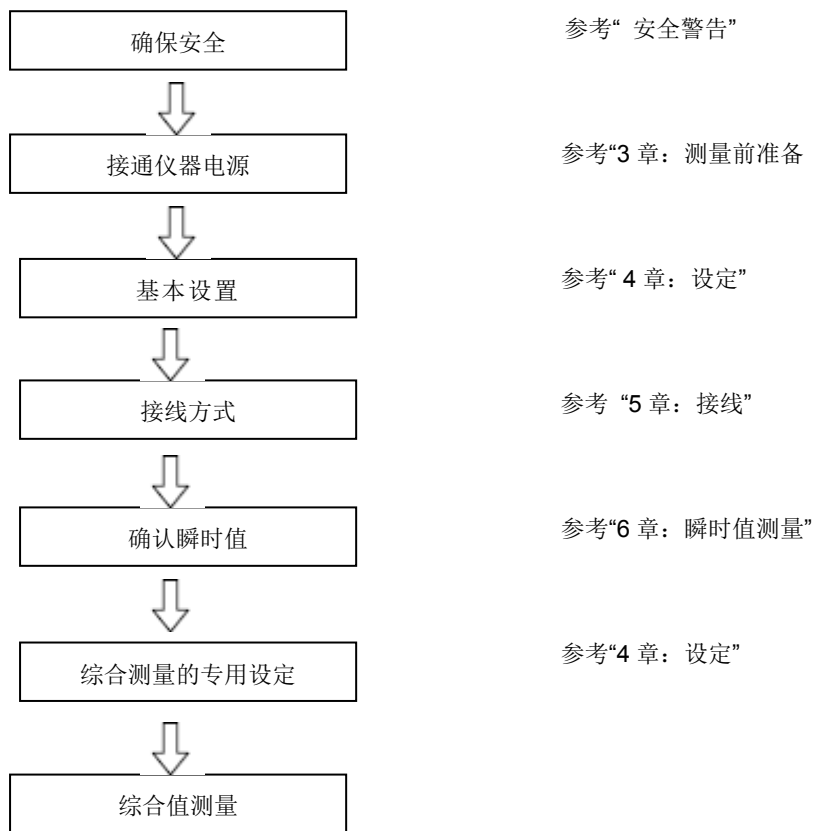 确保安全
参考“ 安全警告”
接通仪器电源
参考“3 章：测量前准备
基本设置
参考“ 4 章：设定”
接线方式
参考 “5 章：接线”
确认瞬时值
参考“6 章：瞬时值测量”
综合测量的专用设定
参考“4 章：设定”
综合值测量